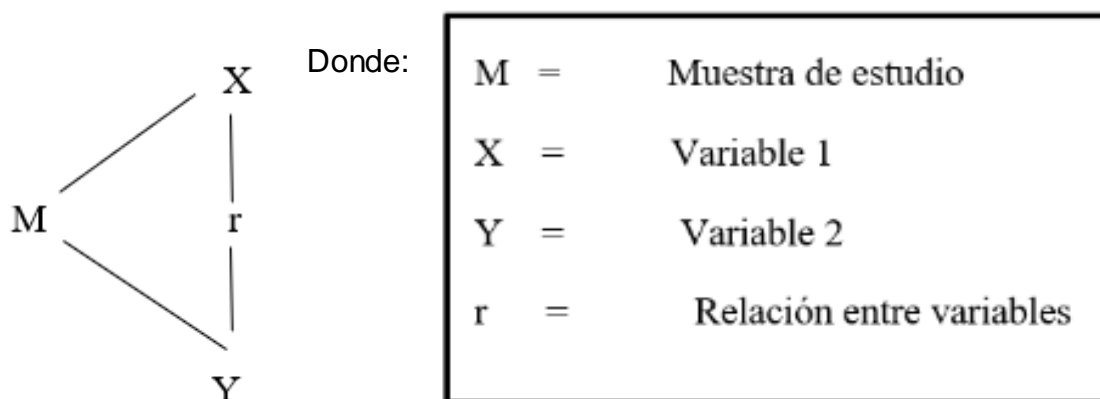 X
M
r
Y
Donde:
M = Muestra de estudio
X = Variable 1
Y = Variable 2
r = Relación entre variables